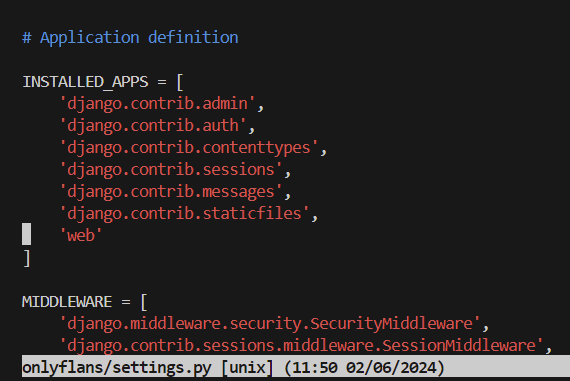 # Application definition
INSTALLED_APPS = [
    'django.contrib.admin',
    'django.contrib.auth',
    'django.contrib.contenttypes',
    'django.contrib.sessions',
    'django.contrib.messages',
    'django.contrib.staticfiles',
    'web'
]
MIDDLEWARE = [
    'django.middleware.security.SecurityMiddleware',
    'django.contrib.sessions.middleware.SessionMiddleware',
onlyflans/settings.py [unix] (11:50 02/06/2024)